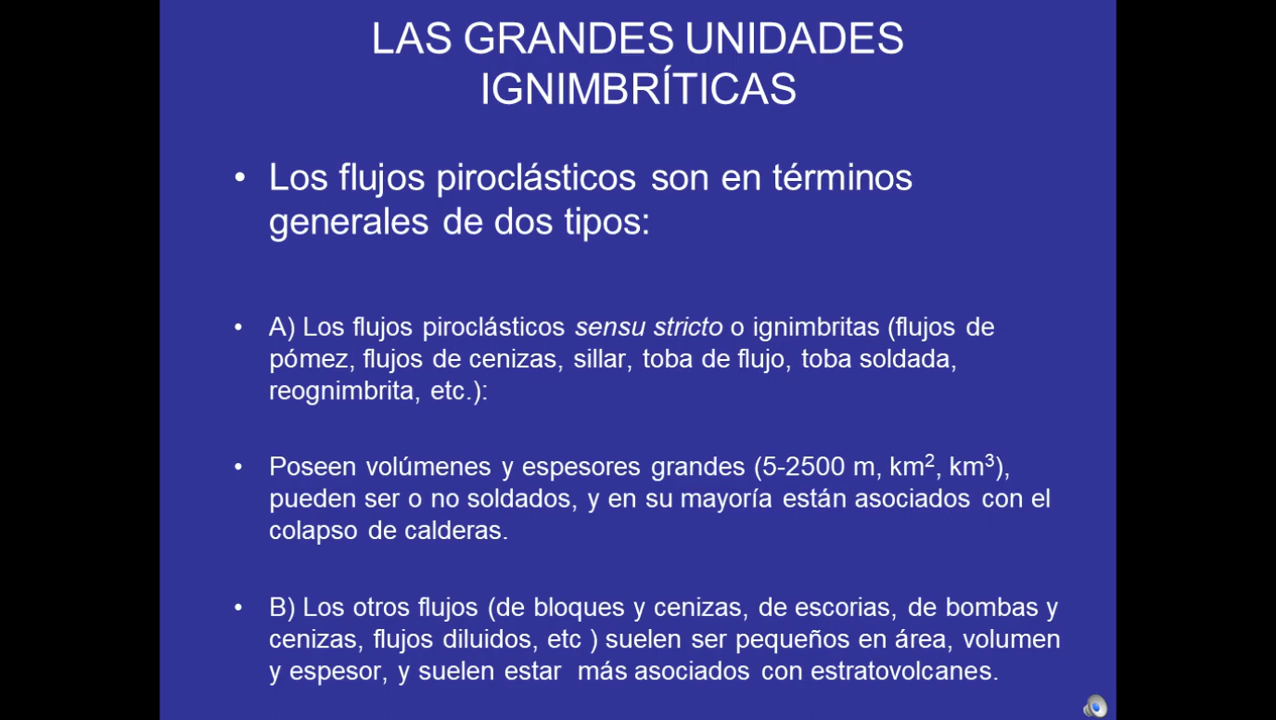 LAS GRANDES UNIDADES
IGNIMBRÍTICAS
• Los flujos piroclásticos son en términos
generales de dos tipos:
• A) Los flujos piroclásticos sensu stricto o ignimbritas (flujos de
pómez, flujos de cenizas, sillar, toba de flujo, toba soldada,
reognimbrita, etc.):
• Poseen volúmenes y espesores grandes (5-2500 m, km², km³),
pueden ser o no soldados, y en su mayoría están asociados con el
colapso de calderas.
• B) Los otros flujos (de bloques y cenizas, de escorias, de bombas y
cenizas, flujos diluidos, etc ) suelen ser pequeños en área, volumen
y espesor, y suelen estar  más asociados con estratovolcanes.